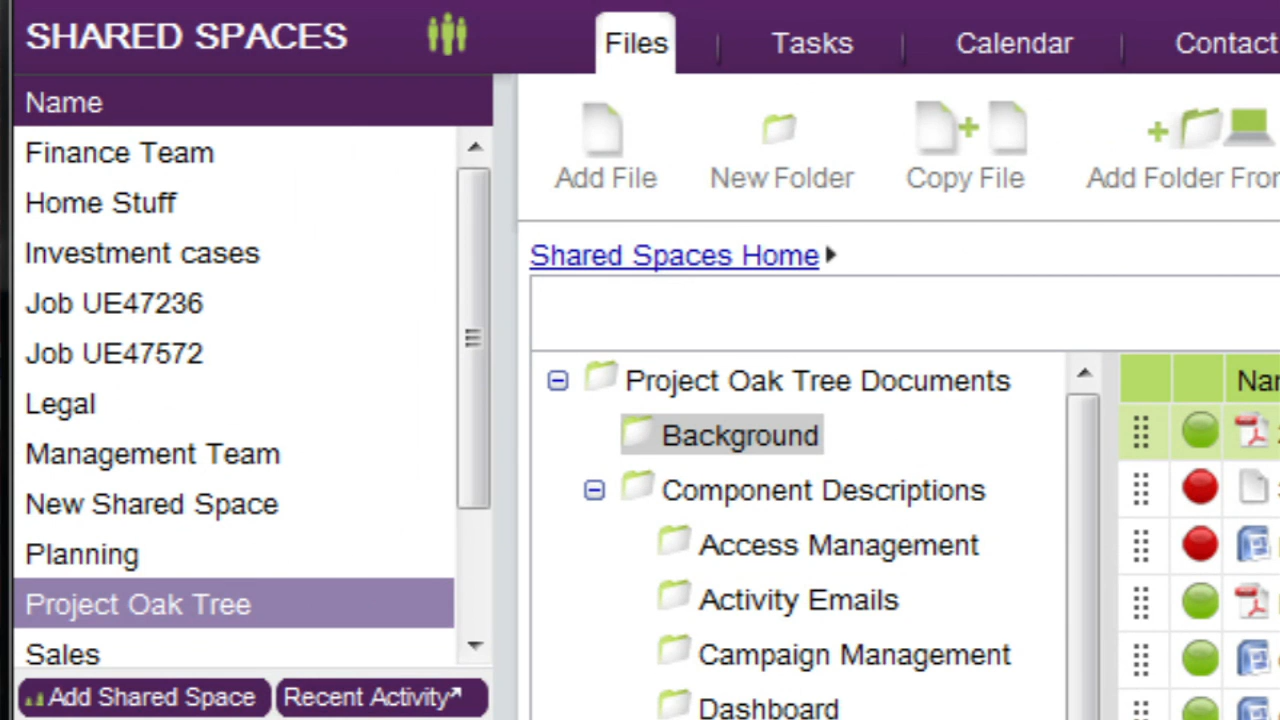 SHARED SPACES
Files
Tasks
Calendar
Contact
Name
Finance Team
Home Stuff
Investment cases
Job UE47236
Job UE47572
Legal
Management Team
New Shared Space
Planning
Project Oak Tree
Sales
Add Shared Space
Recent Activity
Add File
New Folder
Copy File
Add Folder From
Shared Spaces Home
Project Oak Tree Documents
Background
Component Descriptions
Access Management
Activity Emails
Campaign Management
Dashboard